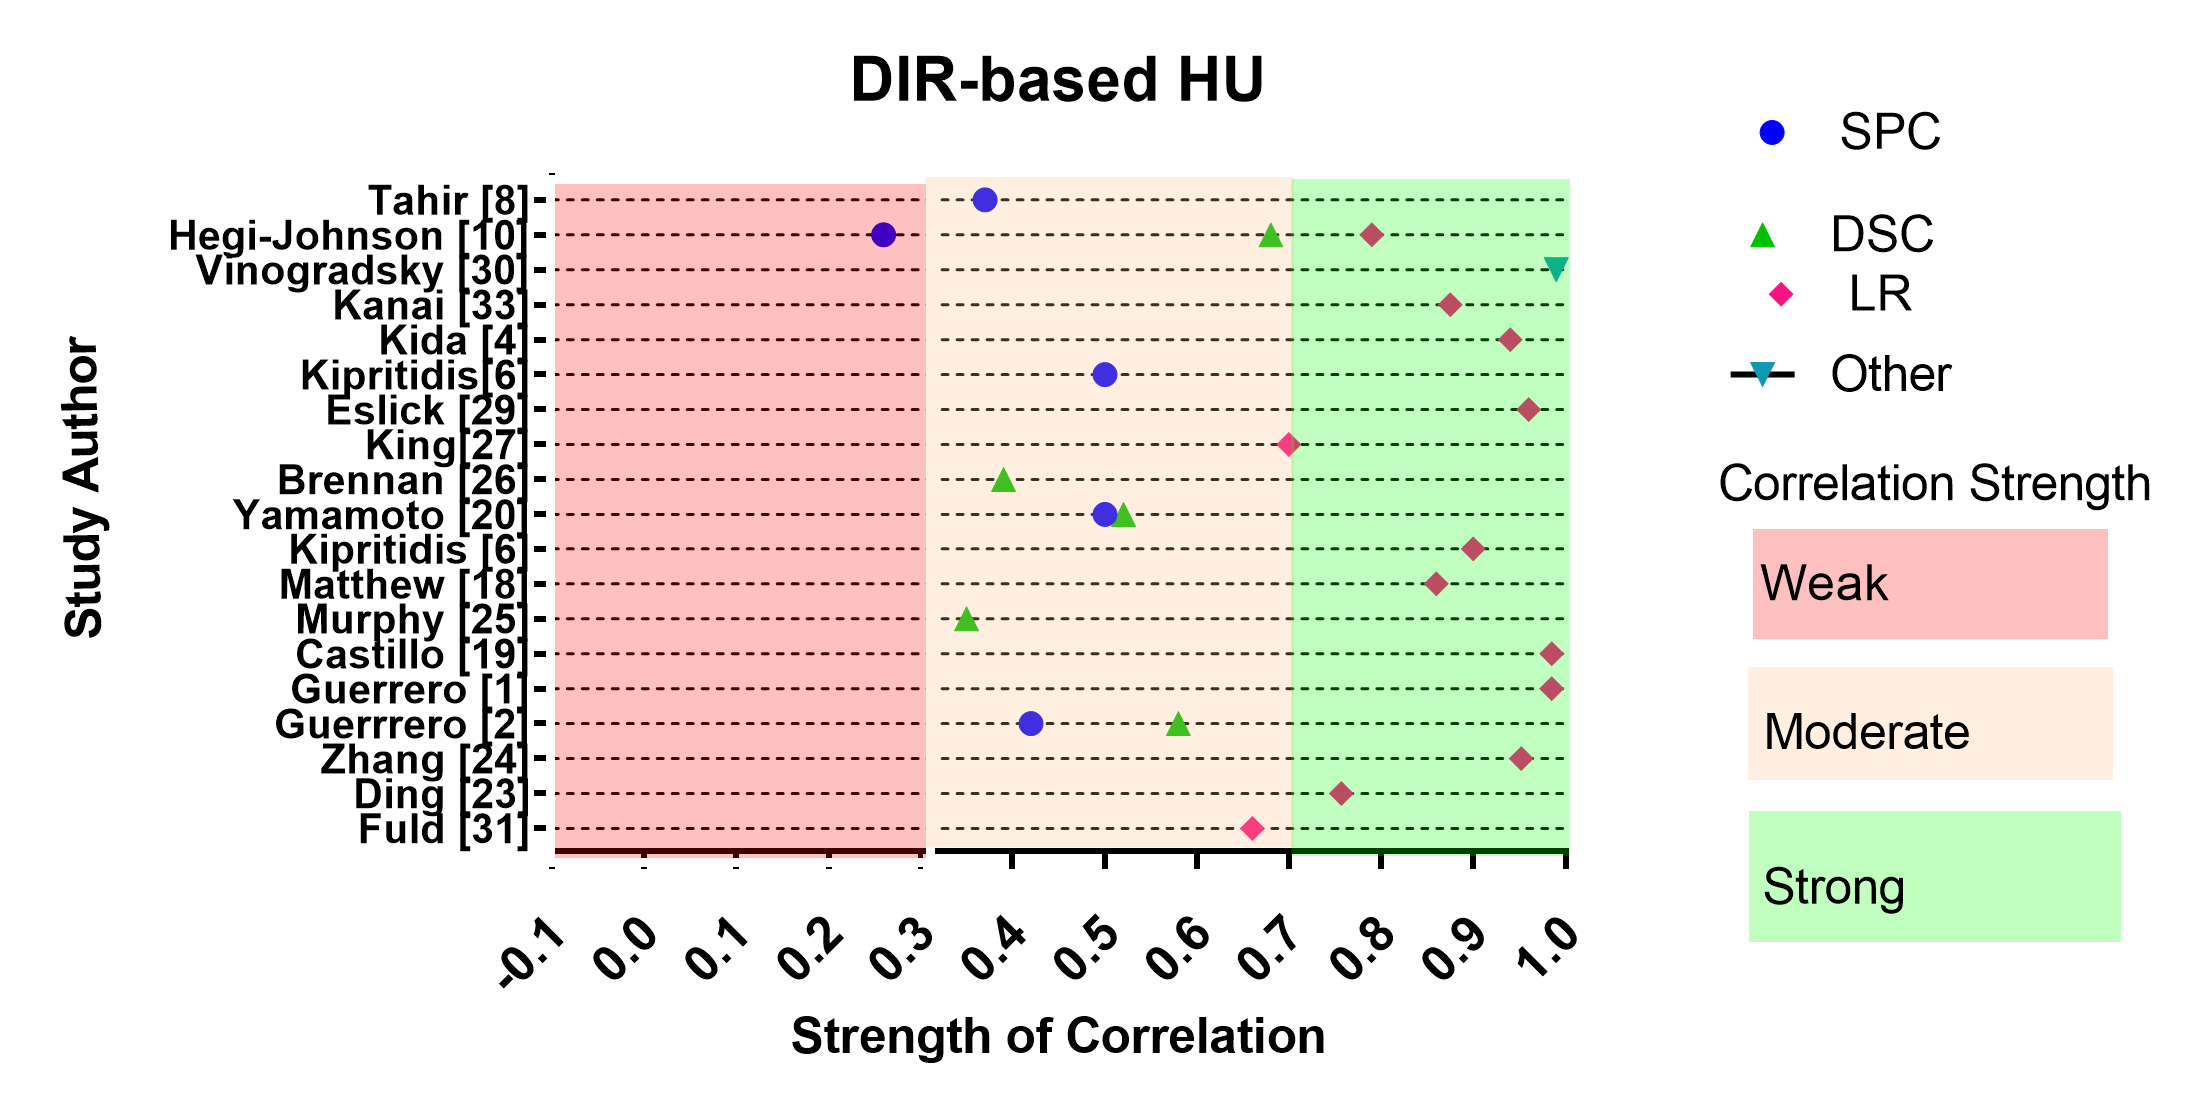 DIR-based HU
Study Author
Tahir [8]
Hegi-Johnson [10]
Vinogradsky [30]
Kanai [33]
Kida [4]
Kipritidis[6]
Eslick [29]
King[27]
Brennan [26]
Yamamoto [20]
Kipritidis [6]
Matthew [18]
Murphy [25]
Castillo [19]
Guerrero [1]
Guerrrero [2]
Zhang [24]
Ding [23]
Fuld [31]
-0.1 0.0 0.1 0.2 0.3 0.4 0.5 0.6 0.7 0.8 0.9 1.0
Strength of Correlation
SPC
DSC
LR
Other
Correlation Strength
Weak
Moderate
Strong